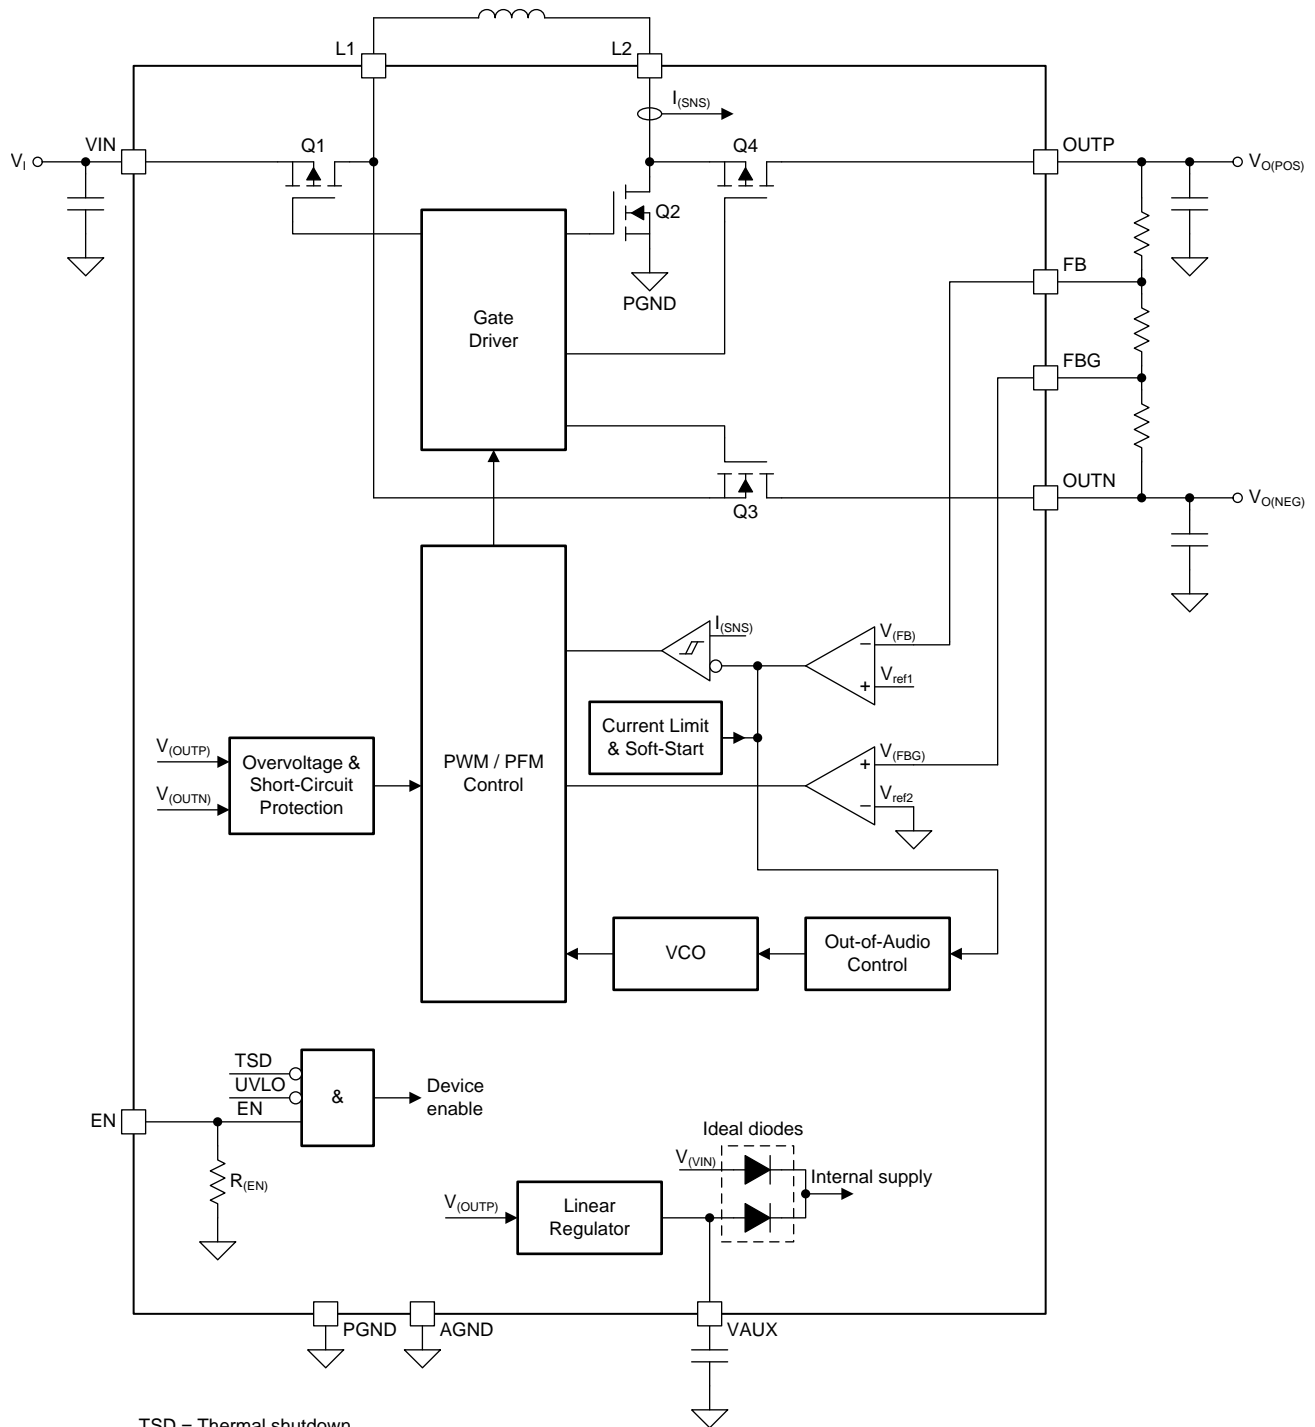 L1
L2
I(SNS)
VIN
Q1
Q4
OUTP
VI
VO(POS)
Q2
FB
PGND
Gate
Driver
FBG
OUTN
VO(NEG)
Q3
I(SNS)
V(FB)
−
Vref1
+
Current Limit
& Soft-Start
V(OUTP)
V(OUTN)
Overvoltage &
Short-Circuit
Protection
PWM / PFM
Control
V(FBG)
+
Vref2
−
VCO
Out-of-Audio
Control
TSD
UVLO
EN
&
Device
enable
EN
R(EN)
Ideal diodes
V(VIN)
Internal supply
V(OUTP)
Linear
Regulator
PGND
AGND
VAUX
TSD = Thermal shutdown